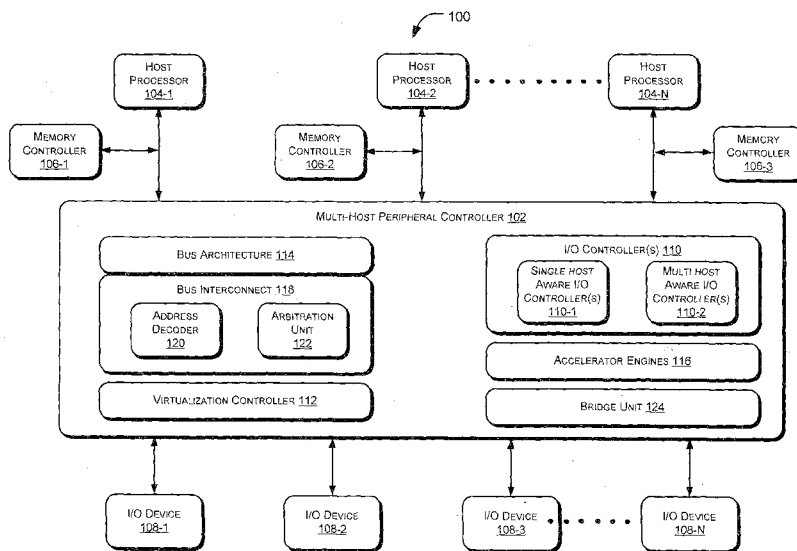 100
HOST
PROCESSOR
104-1
HOST
PROCESSOR
104-2
HOST
PROCESSOR
104-N
MEMORY
CONTROLLER
106-1
MEMORY
CONTROLLER
106-2
MEMORY
CONTROLLER
106-3
MULTI-HOST PERIPHERAL CONTROLLER 102
BUS ARCHITECTURE 114
BUS INTERCONNECT 118
ADDRESS
DECODER
120
ARBITRATION
UNIT
122
VIRTUALIZATION CONTROLLER 112
I/O CONTROLLER(S) 110
SINGLE HOST
AWARE I/O
CONTROLLER(S)
110-1
MULTI HOST
AWARE I/O
CONTROLLER(S)
110-2
ACCELERATOR ENGINES 116
BRIDGE UNIT 124
I/O DEVICE
108-1
I/O DEVICE
108-2
I/O DEVICE
108-3
I/O DEVICE
108-N